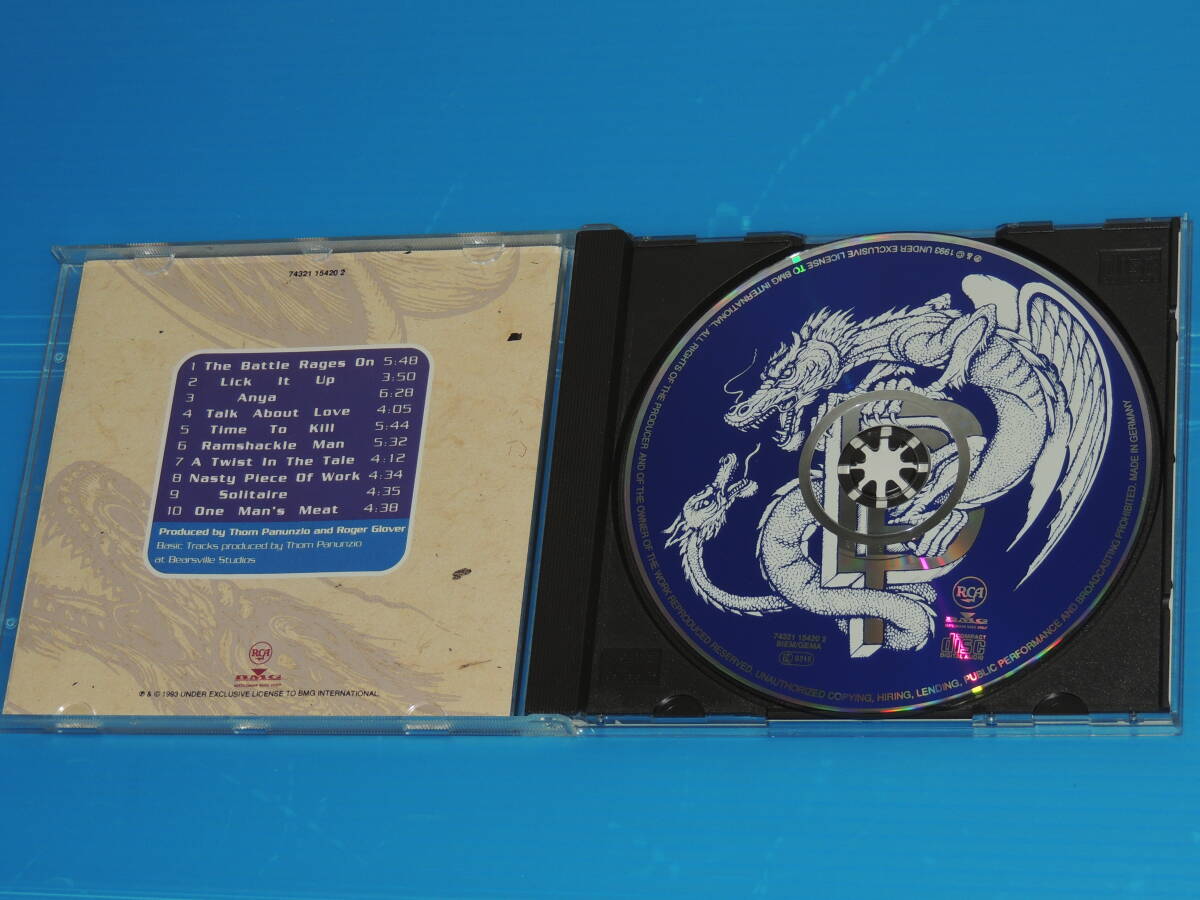 74321 15420 2
1 The Battle Rages On 5:48
2 Lick It Up 3:50
3 Anya 6:28
4 Talk About Love 4:05
5 Time To Kill 5:44
6 Ramshackle Man 5:32
7 A Twist In The Tale 4:12
8 Nasty Piece Of Work 4:34
9 Solitaire 4:35
10 One Man's Meat 4:38
Produced by Thom Panunzio and Roger Glover
Basic Tracks produced by Thom Panunzio
at Bearsville Studios
RCA
BMG
℗ & © 1993 UNDER EXCLUSIVE LICENSE TO BMG INTERNATIONAL
℗ & © 1993 UNDER EXCLUSIVE LICENSE TO BMG INTERNATIONAL. ALL RIGHTS OF THE PRODUCER AND OF THE OWNER OF THE WORK REPRODUCED RESERVED. UNAUTHORIZED COPYING, HIRING, LENDING, PUBLIC PERFORMANCE AND BROADCASTING PROHIBITED. MADE IN GERMANY
RCA
BMG
74321 15420 2
BIEM/GEMA
COMPACT
disc
DIGITAL AUDIO